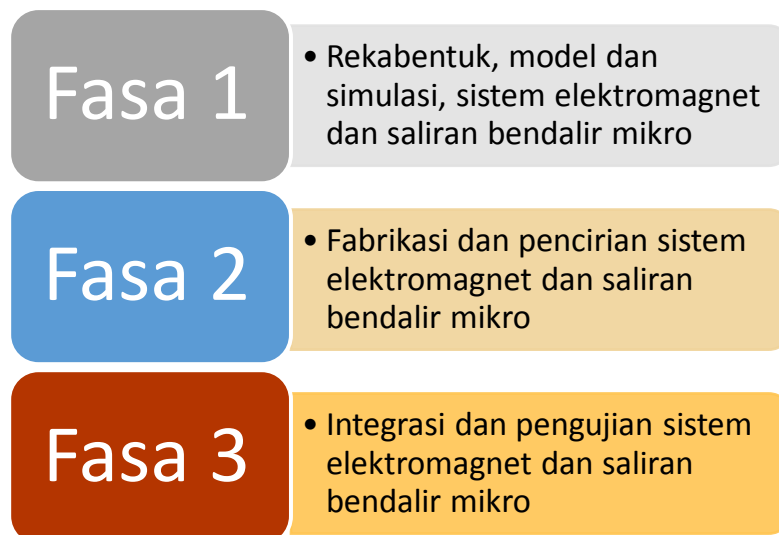 Fasa 1
• Rekabentuk, model dan
simulasi, sistem elektromagnet
dan saliran bendalir mikro
Fasa 2
• Fabrikasi dan pencirian sistem
elektromagnet dan saliran
bendalir mikro
Fasa 3
• Integrasi dan pengujian sistem
elektromagnet dan saliran
bendalir mikro